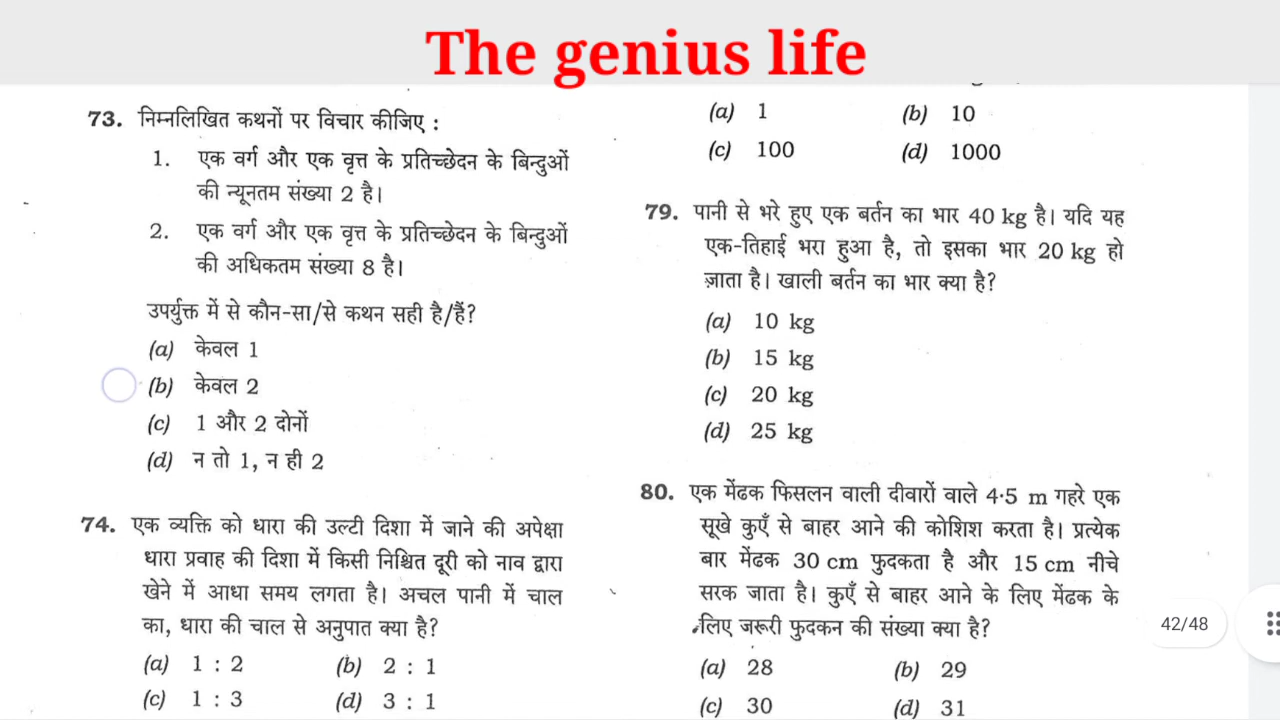 The genius life
73. निम्नलिखित कथनों पर विचार कीजिए :
1. एक वर्ग और एक वृत्त के प्रतिच्छेदन के बिन्दुओं
की न्यूनतम संख्या 2 है।
2. एक वर्ग और एक वृत्त के प्रतिच्छेदन के बिन्दुओं
की अधिकतम संख्या 8 है।
उपर्युक्त में से कौन-सा/से कथन सही है/हैं?
(a) केवल 1
(b) केवल 2
(c) 1 और 2 दोनों
(d) न तो 1, न ही 2
74. एक व्यक्ति को धारा की उल्टी दिशा में जाने की अपेक्षा
धारा प्रवाह की दिशा में किसी निश्चित दूरी को नाव द्वारा
खेने में आधा समय लगता है। अचल पानी में चाल
का, धारा की चाल से अनुपात क्या है?
(a) 1 : 2 (b) 2 : 1
(c) 1 : 3 (d) 3 : 1
(a) 1 (b) 10
(c) 100 (d) 1000
79. पानी से भरे हुए एक बर्तन का भार 40 kg है। यदि यह
एक-तिहाई भरा हुआ है, तो इसका भार 20 kg हो
ज़ाता है। खाली बर्तन का भार क्या है?
(a) 10 kg
(b) 15 kg
(c) 20 kg
(d) 25 kg
80. एक मेंढक फिसलन वाली दीवारों वाले 4·5 m गहरे एक
सूखे कुएँ से बाहर आने की कोशिश करता है। प्रत्येक
बार मेंढक 30 cm फुदकता है और 15 cm नीचे
सरक जाता है। कुएँ से बाहर आने के लिए मेंढक के
लिए जरूरी फुदकन की संख्या क्या है?
(a) 28 (b) 29
(c) 30 (d) 31
42/48